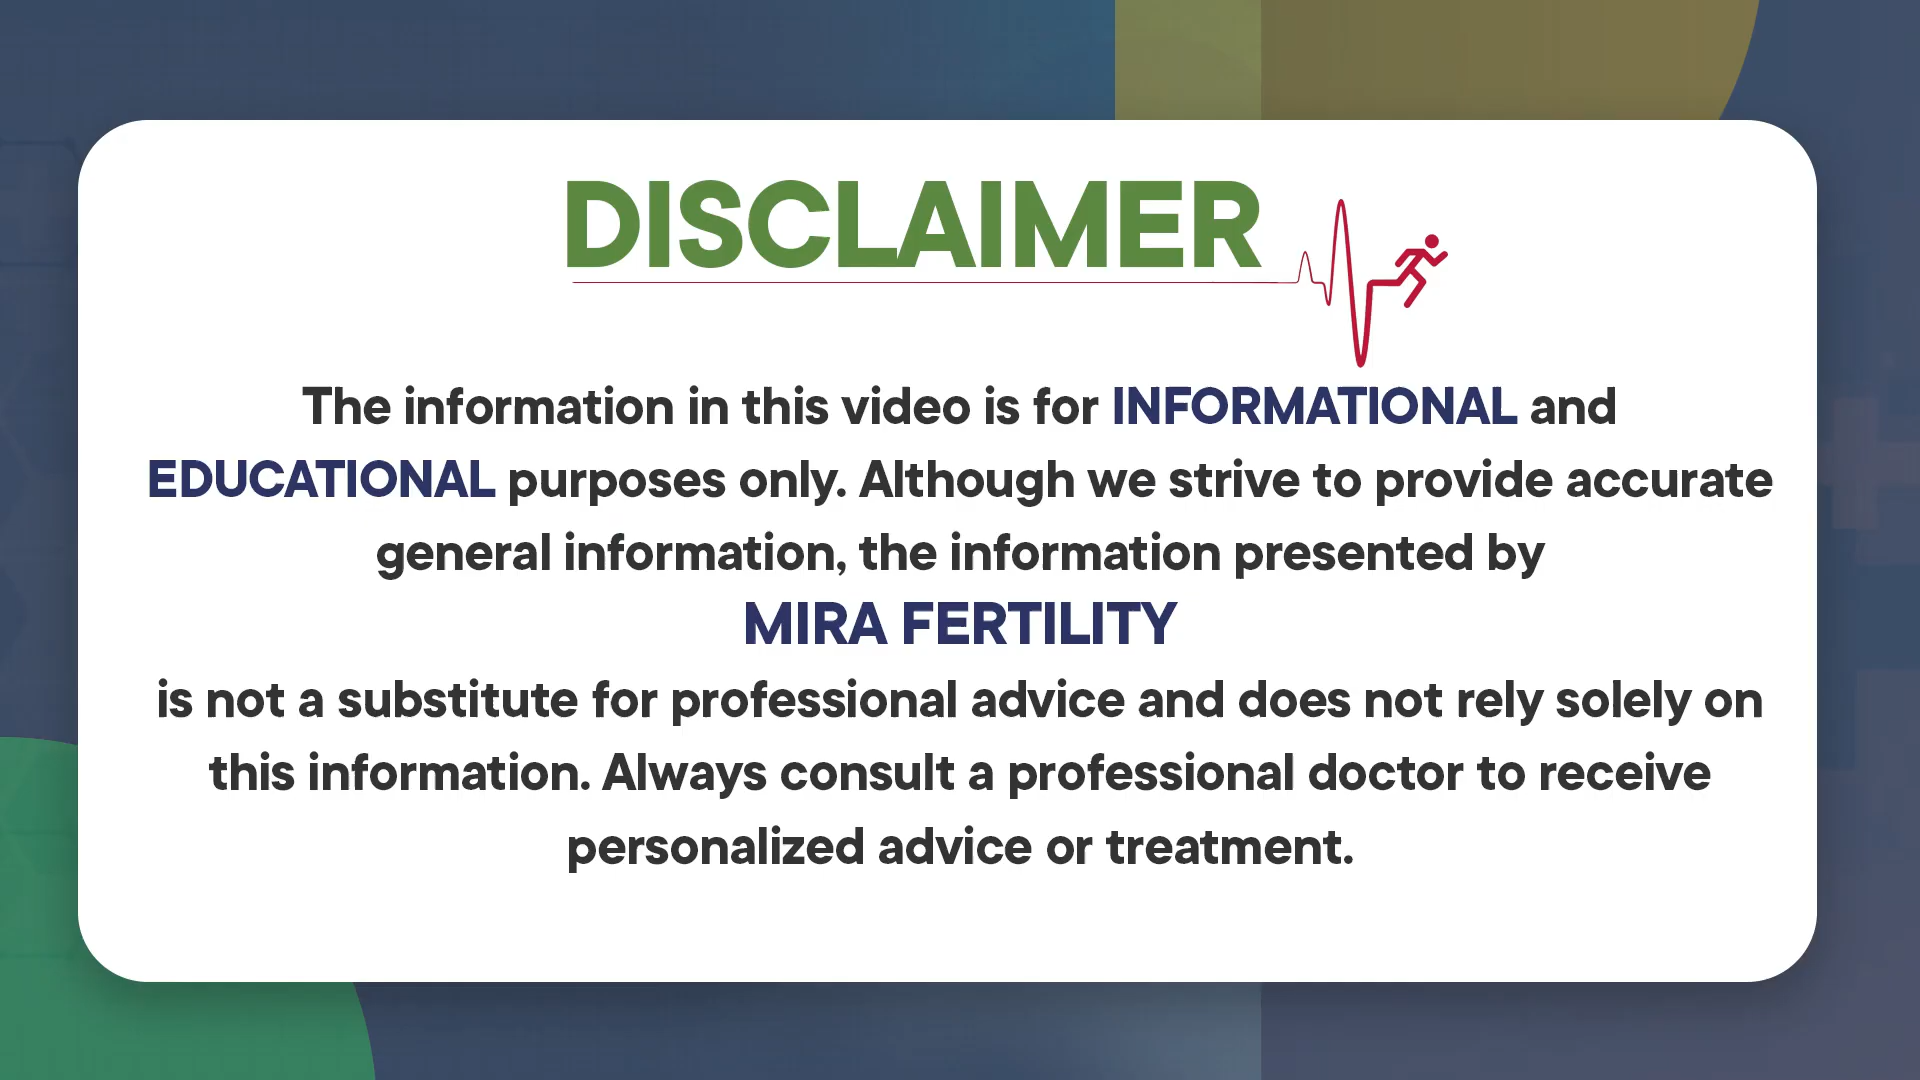 DISCLAIMER
The information in this video is for INFORMATIONAL and
EDUCATIONAL purposes only. Although we strive to provide accurate
general information, the information presented by
MIRA FERTILITY
is not a substitute for professional advice and does not rely solely on
this information. Always consult a professional doctor to receive
personalized advice or treatment.